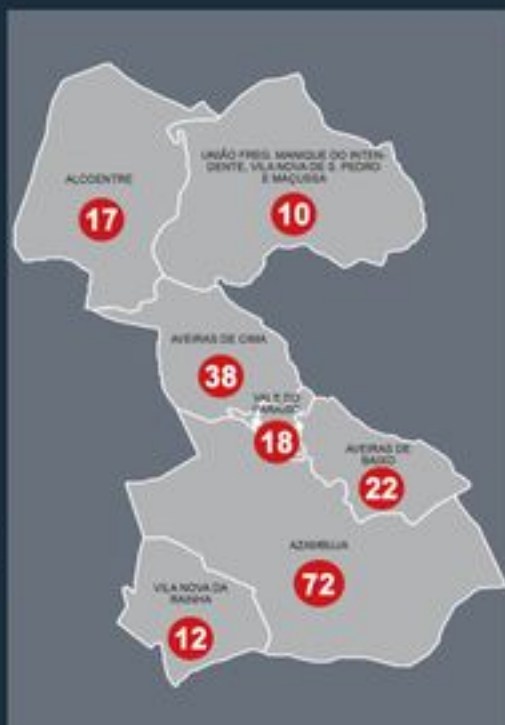 ALCOENTRE
17
UNIÃO FREG. MANIQUE DO INTEN-
DENTE, VILA NOVA DE S. PEDRO
E MAÇUSSA
10
AVEIRAS DE CIMA
38
VALE DO
PARAÍSO
18
AVEIRAS DE
BAIXO
22
AZAMBUJA
72
VILA NOVA DA
RAINHA
12